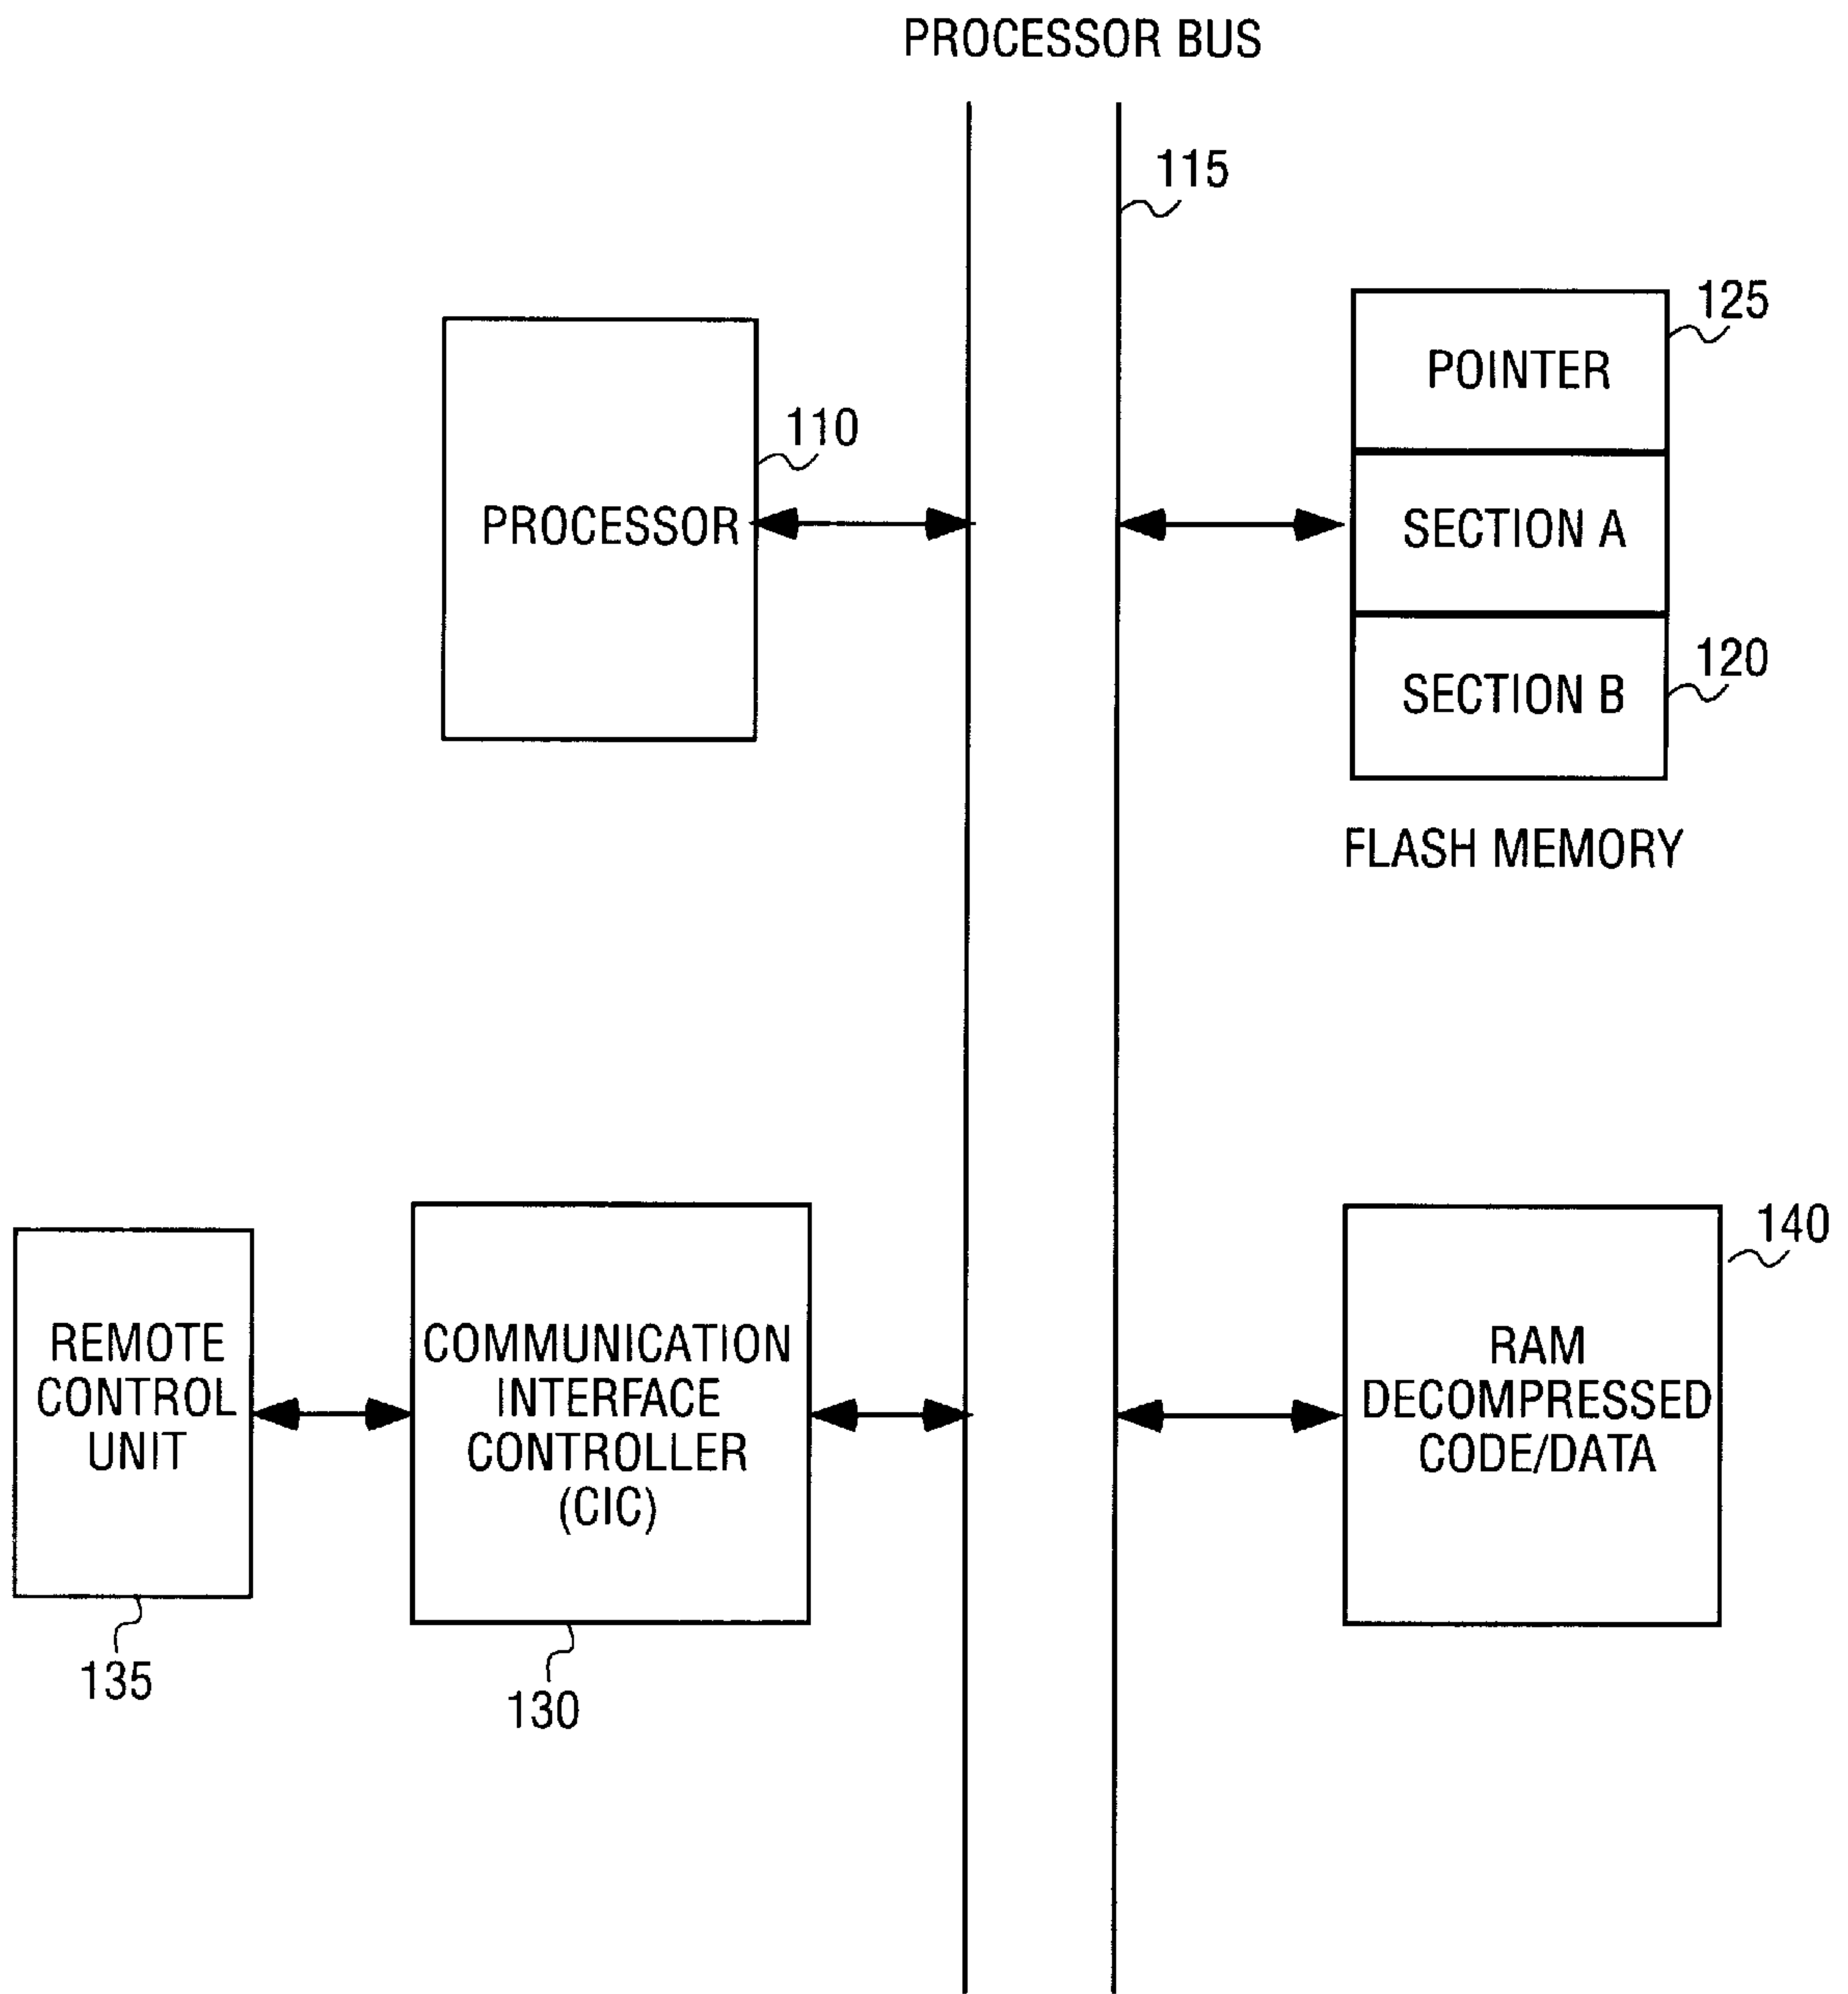 PROCESSOR BUS
115
125
POINTER
110
PROCESSOR
SECTION A
120
SECTION B
FLASH MEMORY
140
REMOTE
CONTROL
UNIT
COMMUNICATION
INTERFACE
CONTROLLER
(CIC)
RAM
DECOMPRESSED
CODE/DATA
135
130